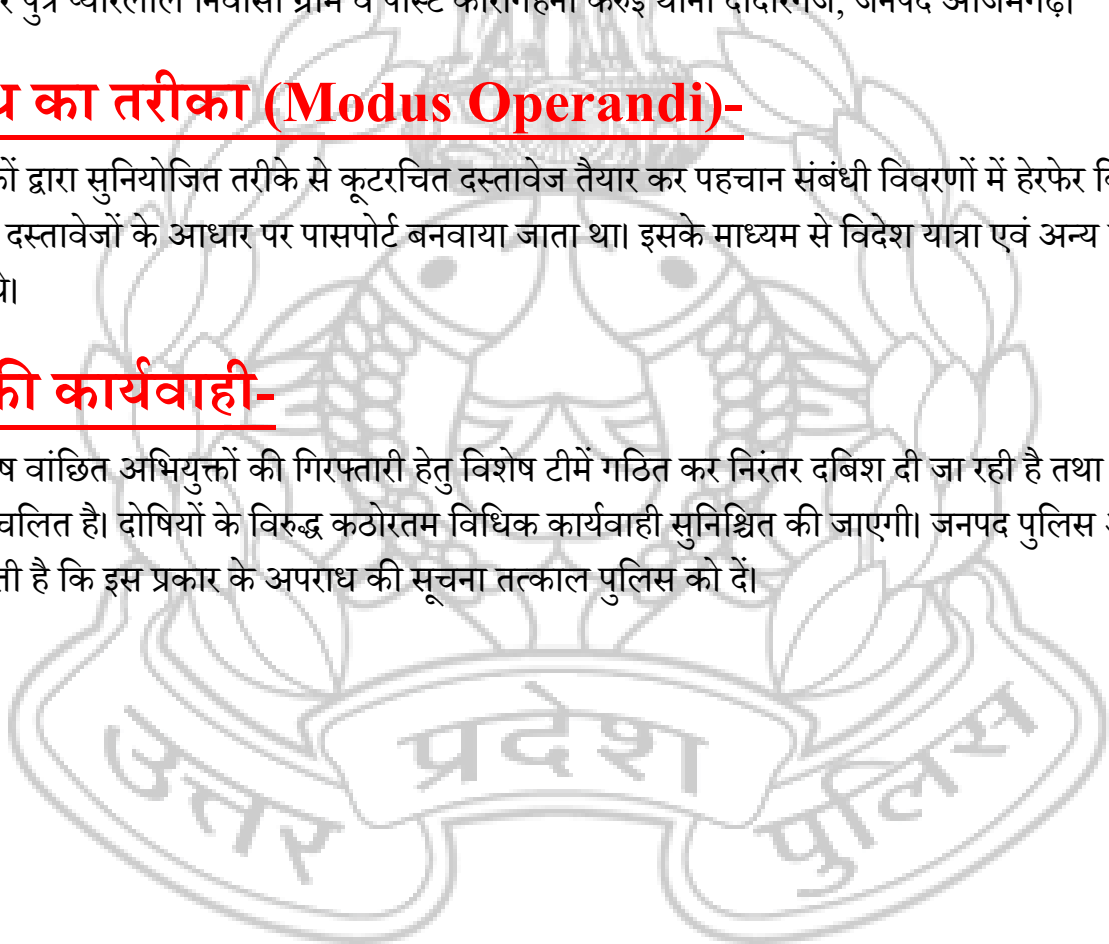 र पुत्र प्यारेलाल निवासी ग्राम व पोस्ट कारीगहना करुई थाना दीदारगंज, जनपद आजमगढ़।
का तरीका (Modus Operandi)-
द्वारा सुनियोजित तरीके से कूटरचित दस्तावेज तैयार कर पहचान संबंधी विवरणों में हेरफेर
दस्तावेजों के आधार पर पासपोर्ट बनवाया जाता था। इसके माध्यम से विदेश यात्रा एवं अन्य
थे।
की कार्यवाही-
ष वांछित अभियुक्तों की गिरफ्तारी हेतु विशेष टीमें गठित कर निरंतर दबिश दी जा रही है तथा
चलित है। दोषियों के विरुद्ध कठोरतम विधिक कार्यवाही सुनिश्चित की जाएगी। जनपद पुलिस
ती है कि इस प्रकार के अपराध की सूचना तत्काल पुलिस को दें।
उत्तर प्रदेश पुलिस